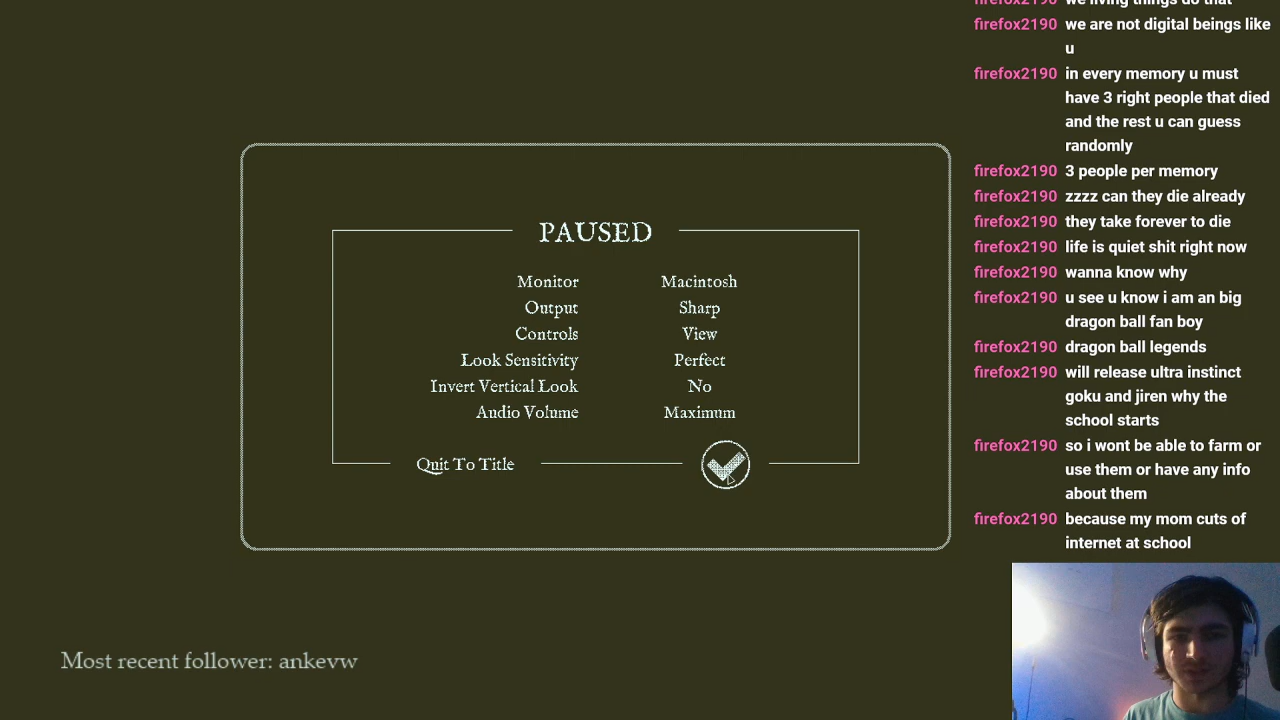 PAUSED
Monitor Macintosh
Output Sharp
Controls View
Look Sensitivity Perfect
Invert Vertical Look No
Audio Volume Maximum
Quit To Title
Most recent follower: ankevw
firefox2190 we living things do that
firefox2190 we are not digital beings like
u
firefox2190 in every memory u must
have 3 right people that died
and the rest u can guess
randomly
firefox2190 3 people per memory
firefox2190 zzzz can they die already
firefox2190 they take forever to die
firefox2190 life is quiet shit right now
firefox2190 wanna know why
firefox2190 u see u know i am an big
dragon ball fan boy
firefox2190 dragon ball legends
firefox2190 will release ultra instinct
goku and jiren why the
school starts
firefox2190 so i wont be able to farm or
use them or have any info
about them
firefox2190 because my mom cuts of
internet at school